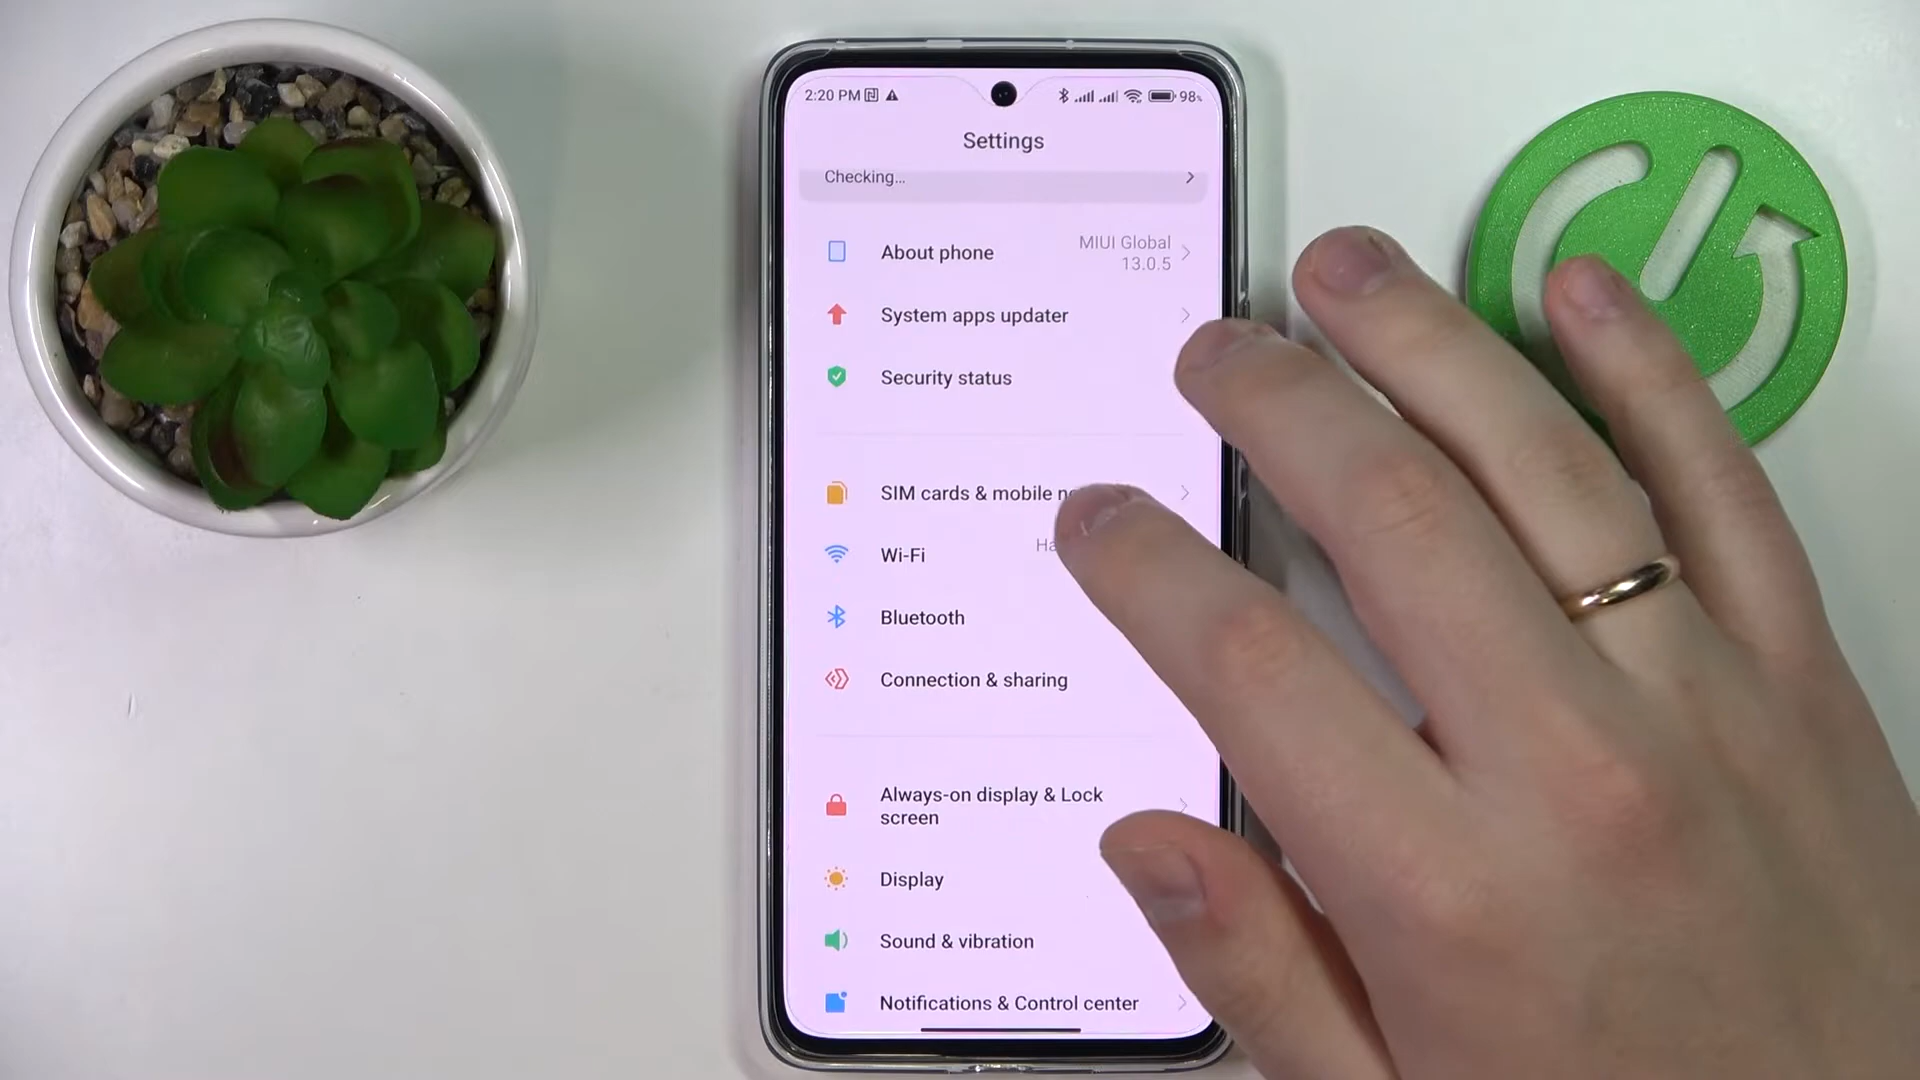 2:20 PM 98%
Settings
Checking...
About phone MIUI Global
13.0.5
System apps updater
Security status
SIM cards & mobile
Wi-Fi
Bluetooth
Connection & sharing
Always-on display & Lock
screen
Display
Sound & vibration
Notifications & Control center